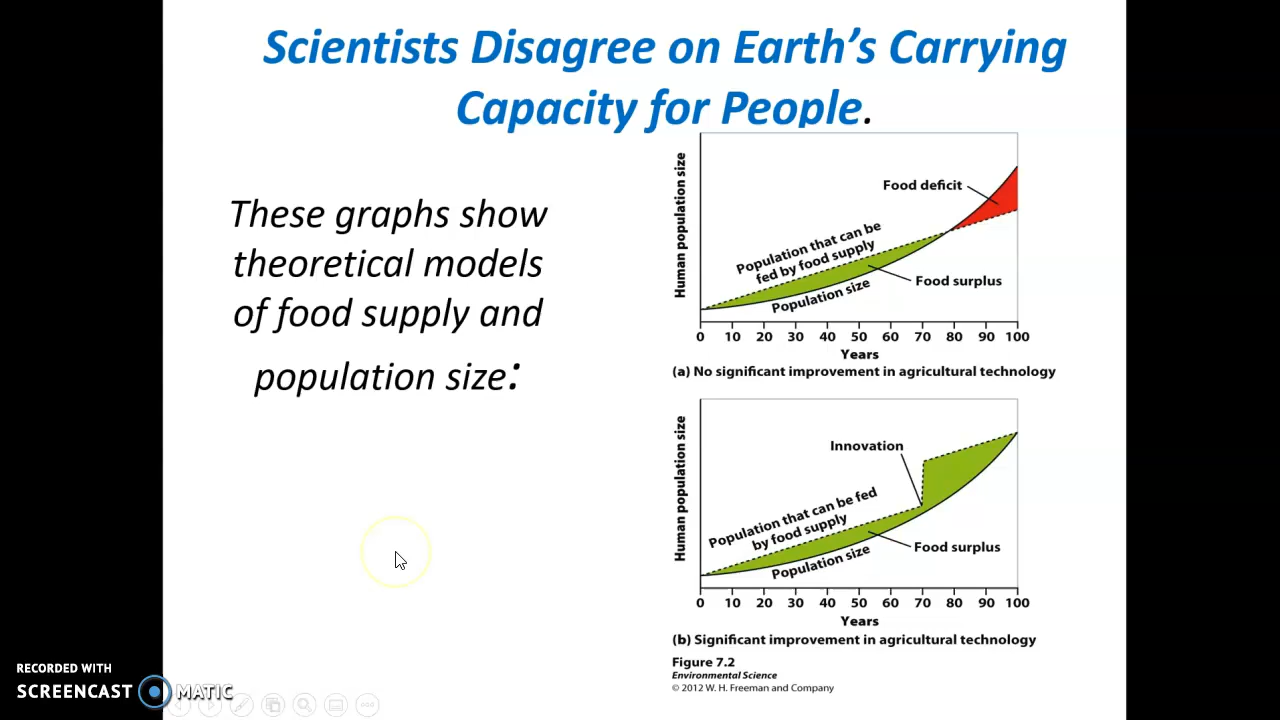 Scientists Disagree on Earth's Carrying
Capacity for People.
These graphs show
theoretical models
of food supply and
population size:
Human population size
Food deficit
Population that can be
fed by food supply
Food surplus
Population size
0 10 20 30 40 50 60 70 80 90 100
Years
(a) No significant improvement in agricultural technology
Human population size
Innovation
Population that can be fed
by food supply
Food surplus
Population size
0 10 20 30 40 50 60 70 80 90 100
Years
(b) Significant improvement in agricultural technology
Figure 7.2
Environmental Science
© 2012 W. H. Freeman and Company
RECORDED WITH
SCREENCAST MATIC